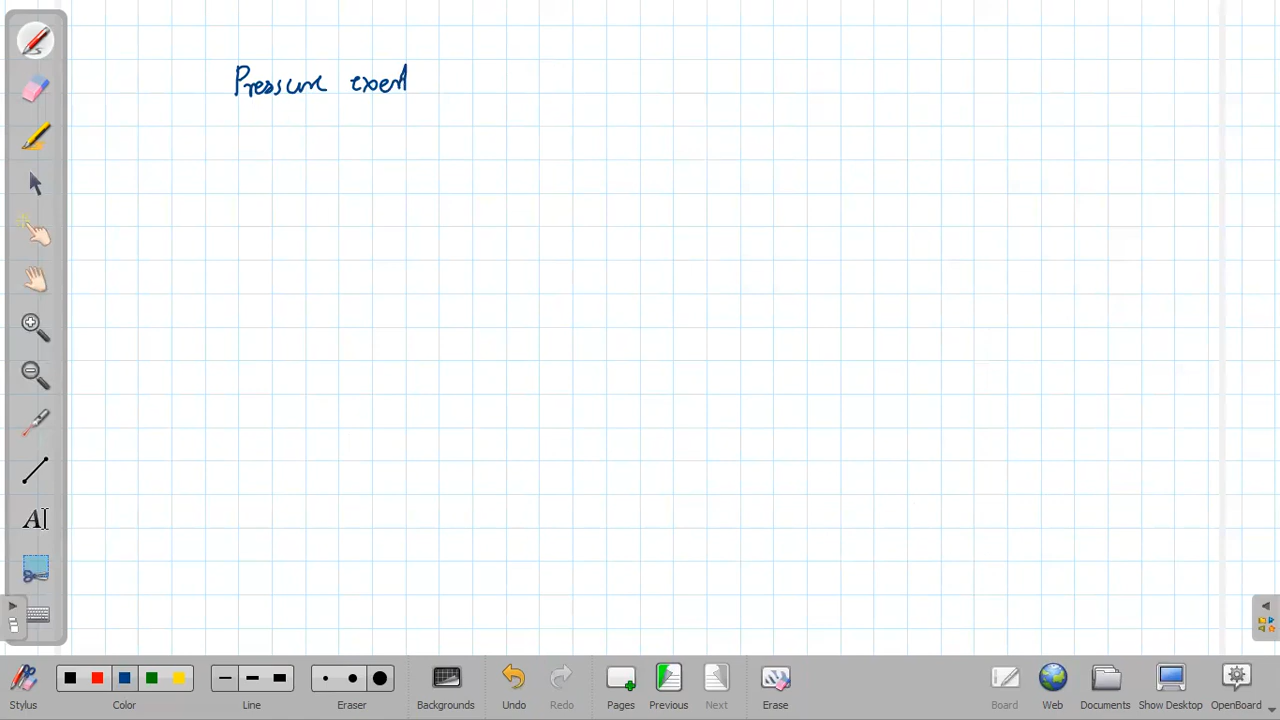 Pressure exert
AI
Stylus
Color
Line
Eraser
Backgrounds
Undo
Redo
Pages
Previous
Next
Erase
Board
Web
Documents
Show Desktop
OpenBoard